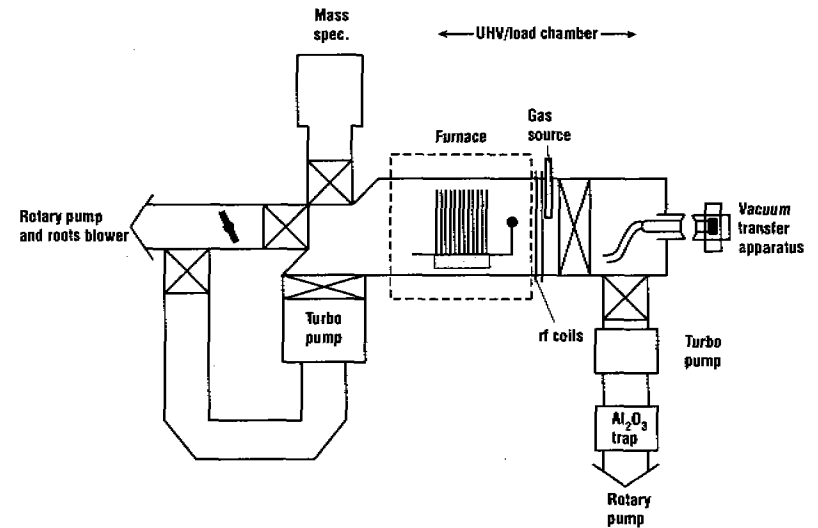 Mass
spec.
UHV/load chamber
Gas
source
Furnace
Rotary pump
and roots blower
Vacuum
transfer
apparatus
Turbo
pump
rf coils
Turbo
pump
Al₂O₃
trap
Rotary
pump